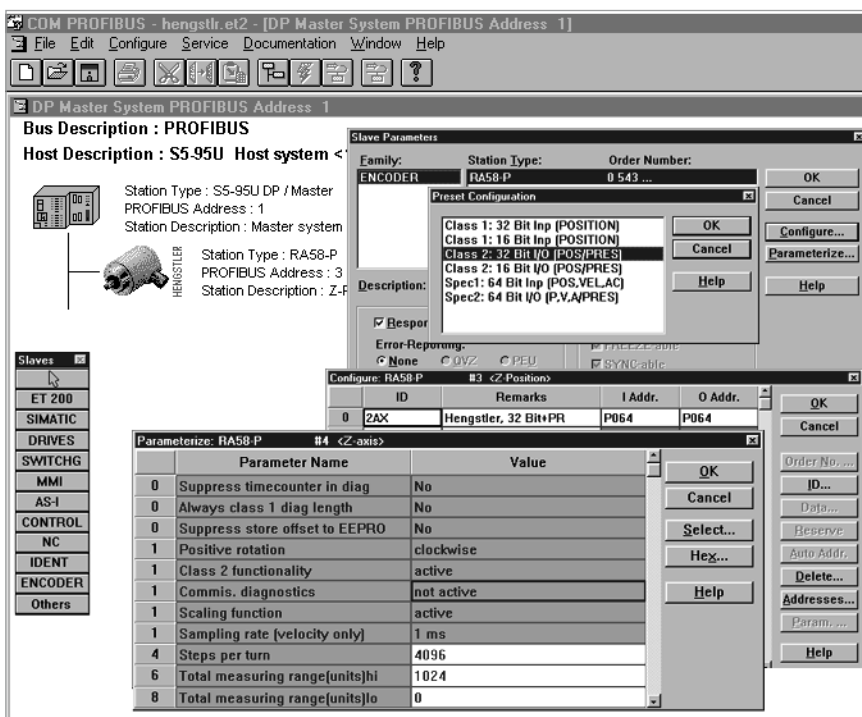 COM PROFIBUS - hengstlr.et2 - [DP Master System PROFIBUS Address 1]
File Edit Configure Service Documentation Window Help
DP Master System PROFIBUS Address 1
Bus Description : PROFIBUS
Host Description : S5-95U Host system <
Station Type : S5-95U DP / Master
PROFIBUS Address : 1
Station Description : Master system
HENGSTLER
Station Type : RA58-P
PROFIBUS Address : 3
Station Description : Z-P
Slave Parameters
Family: Station Type: Order Number:
ENCODER RA58-P 0 543 ...
OK
Cancel
Configure...
Parameterize...
Help
Description:
Respor
Error-Reporting:
None QVZ PEU
FREEZE-able
SYNC-able
Preset Configuration
Class 1: 32 Bit Inp (POSITION)
Class 1: 16 Bit Inp (POSITION)
Class 2: 32 Bit I/O (POS/PRES)
Class 2: 16 Bit I/O (POS/PRES)
Spec1: 64 Bit Inp (POS,VEL,AC)
Spec2: 64 Bit I/O (P,V,A/PRES)
OK
Cancel
Help
Slaves
ET 200
SIMATIC
DRIVES
SWITCHG
MMI
AS-I
CONTROL
NC
IDENT
ENCODER
Others
Configure: RA58-P #3 <Z-Position>
ID Remarks I Addr. O Addr.
0 2AX Hengstler, 32 Bit+PR P064 P064
OK
Cancel
Order No. ...
ID...
Data...
Reserve
Auto Addr.
Delete...
Addresses...
Param. ...
Help
Parameterize: RA58-P #4 <Z-axis>
Parameter Name Value
0 Suppress timecounter in diag No
0 Always class 1 diag length No
0 Suppress store offset to EEPRO No
1 Positive rotation clockwise
1 Class 2 functionality active
1 Commis. diagnostics not active
1 Scaling function active
1 Sampling rate (velocity only) 1 ms
4 Steps per turn 4096
6 Total measuring range(units)hi 1024
8 Total measuring range(units)lo 0
OK
Cancel
Select...
Hex...
Help